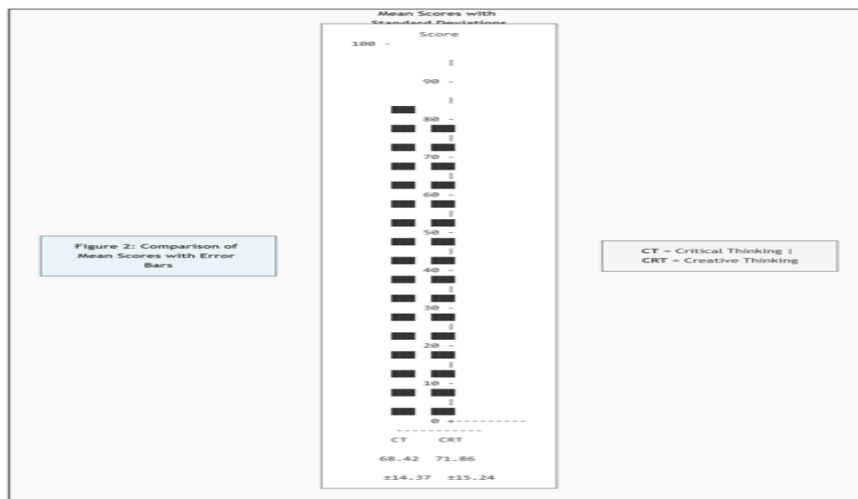 Mean Scores with
Standard Deviations
Score
100 -
|
90 -
|
80 -
|
70 -
|
60 -
|
50 -
|
40 -
|
30 -
|
20 -
|
10 -
|
0 +----------
-----------
CT CRT
68.42 71.86
±14.37 ±15.24
Figure 2: Comparison of
Mean Scores with Error
Bars
CT = Critical Thinking |
CRT = Creative Thinking